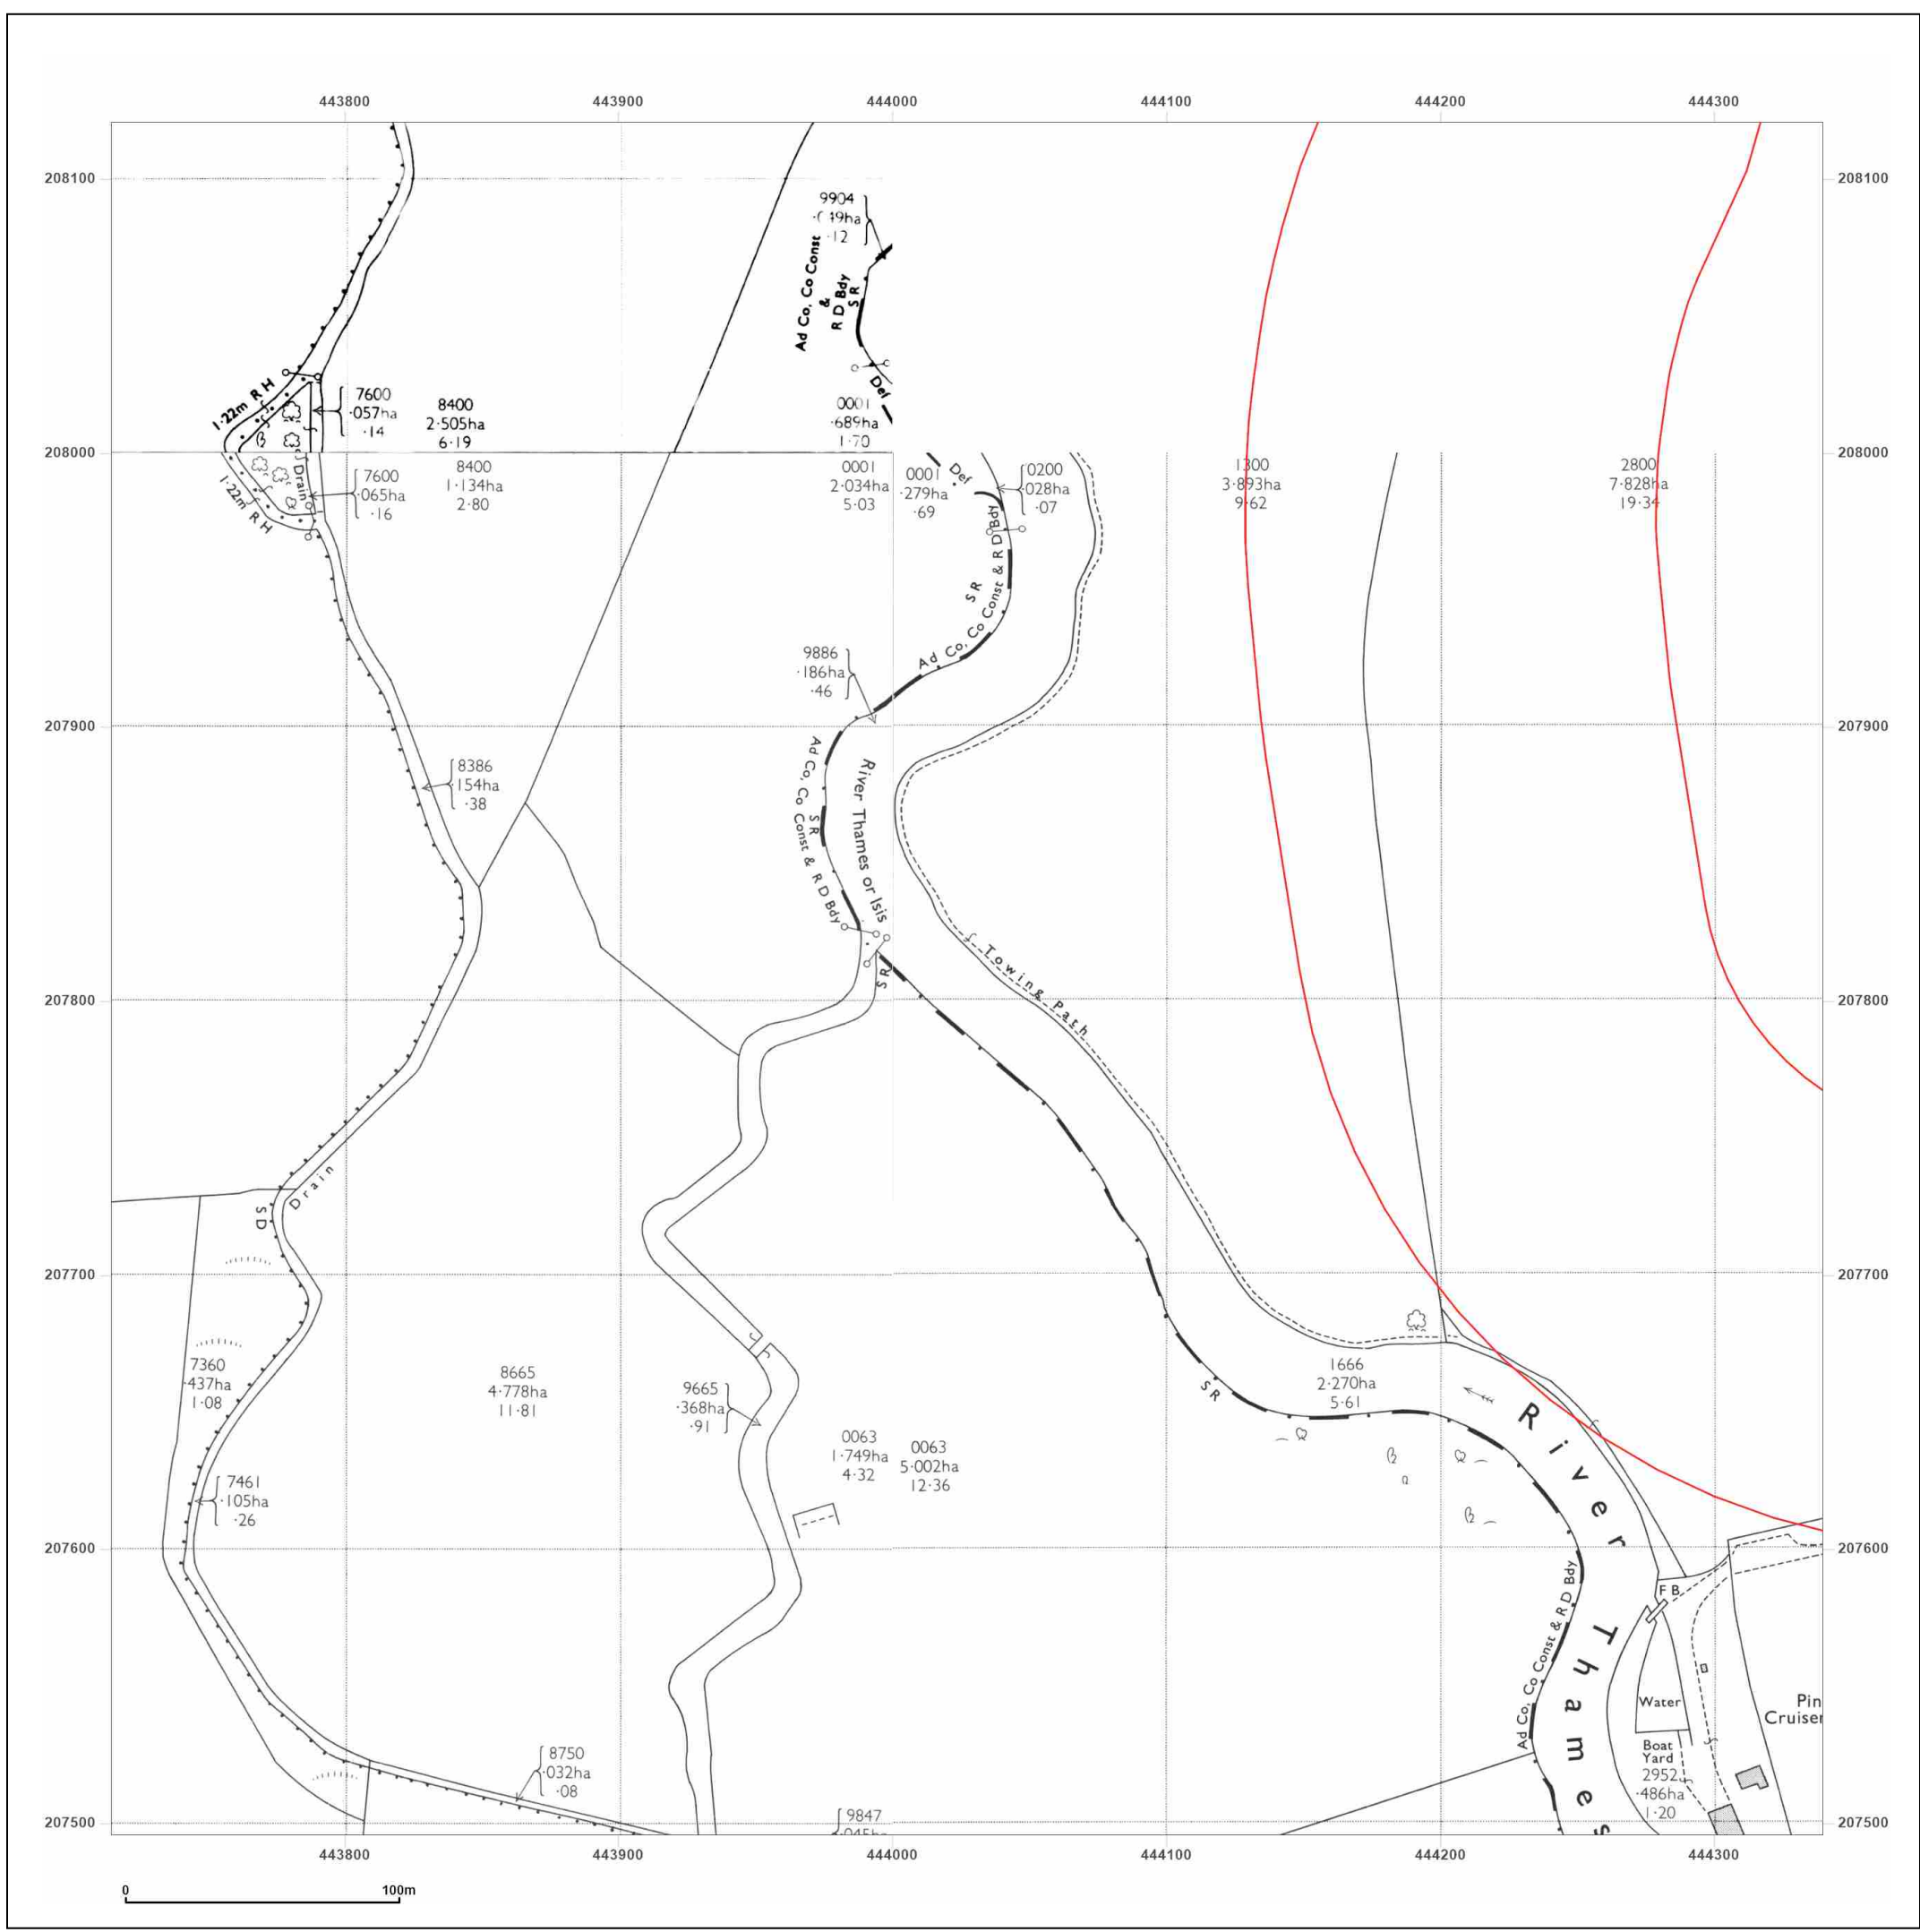 443800
443900
444000
444100
444200
444300
208100
208100
9904
·12
Ad Co, Co Const
&
R D Bdy
S R
Def
1·22m R H
7600
·057ha
·14
8400
2·505ha
6·19
0001
·689ha
1·70
208000
208000
Drain
1·22m R H
7600
·065ha
·16
8400
1·134ha
2·80
0001
2·034ha
5·03
0001
·279ha
·69
Def
0200
·028ha
·07
1300
3·893ha
9·62
2800
7·828ha
19·34
S R
Ad Co, Co Const & R D Bdy
9886
·186ha
·46
207900
207900
8386
·154ha
·38
Ad Co, Co Const & R D Bdy
S R
River Thames or Isis
S R
Towing Path
207800
207800
Drain
S D
207700
207700
7360
·437ha
1·08
8665
4·778ha
11·81
9665
·368ha
·91
S R
1666
2·270ha
5·61
River Thames
0063
1·749ha
4·32
0063
5·002ha
12·36
7461
·105ha
·26
207600
207600
F B
Ad Co, Co Const & R D Bdy
Water
Pin
Cruiser
Boat
Yard
2952
·486ha
1·20
8750
·032ha
·08
9847
·045ha
207500
207500
443800
443900
444000
444100
444200
444300
0
100m